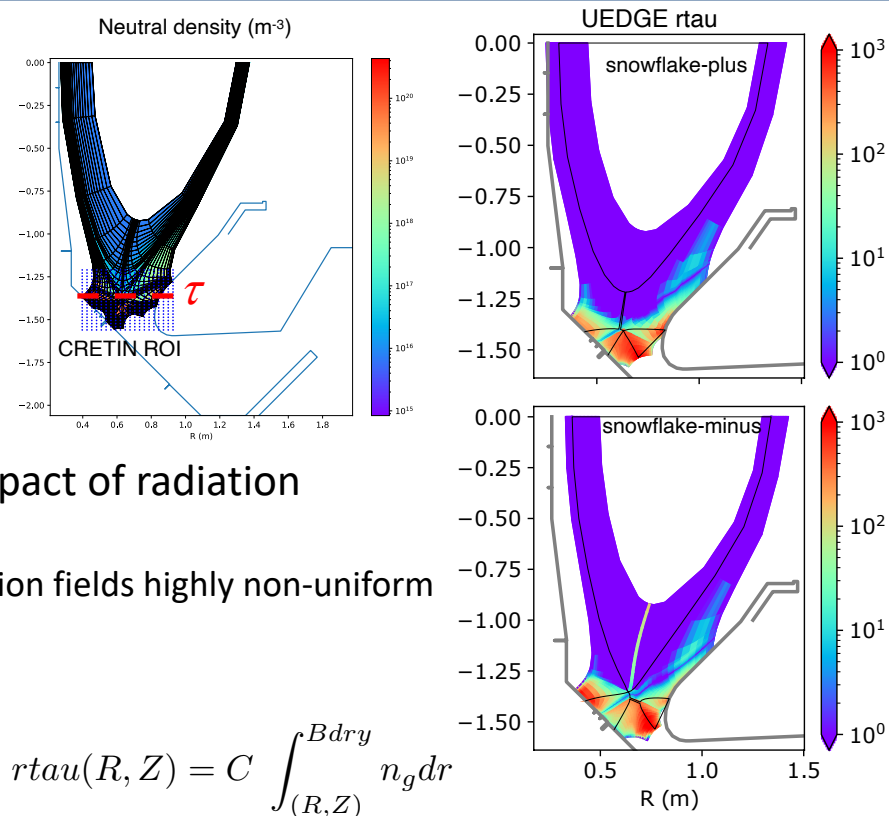 Neutral density (m-3)
0.00
−0.25
−0.50
−0.75
−1.00
−1.25
−1.50
−1.75
−2.00
0.4 0.6 0.8 1.0 1.2 1.4 1.6 1.8
R (m)
τ
CRETIN ROI
10²⁰
10¹⁹
10¹⁸
10¹⁷
10¹⁶
10¹⁵
UEDGE rtau
snowflake-plus
0.00
−0.25
−0.50
−0.75
−1.00
−1.25
−1.50
10³
10²
10¹
10⁰
snowflake-minus
0.00
−0.25
−0.50
−0.75
−1.00
−1.25
−1.50
0.5 1.0 1.5
R (m)
10³
10²
10¹
10⁰
pact of radiation
ion fields highly non-uniform
rtau(R, Z) = C ∫_{(R,Z)}^{Bdry} n_g dr